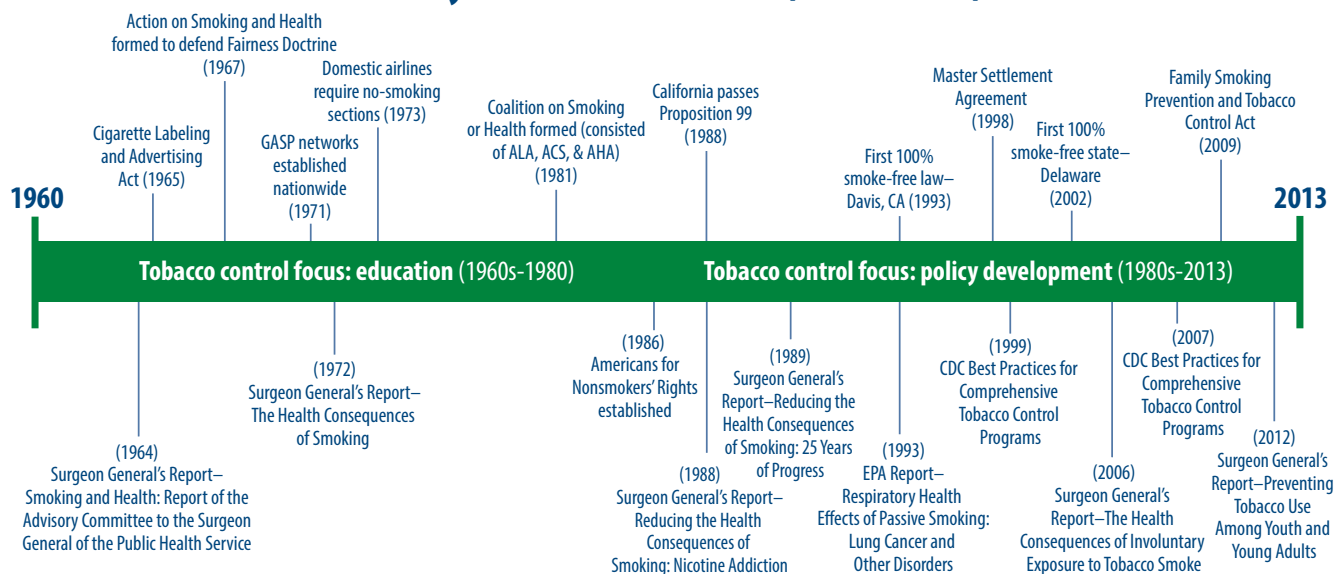 Action on Smoking and Health
formed to defend Fairness Doctrine
(1967)
Domestic airlines
require no-smoking
sections (1973)
Cigarette Labeling
and Advertising
Act (1965)
GASP networks
established
nationwide
(1971)
Coalition on Smoking
or Health formed (consisted
of ALA, ACS, & AHA)
(1981)
California passes
Proposition 99
(1988)
First 100%
smoke-free law–
Davis, CA (1993)
Master Settlement
Agreement
(1998)
First 100%
smoke-free state–
Delaware
(2002)
Family Smoking
Prevention and Tobacco
Control Act
(2009)
1960
2013
Tobacco control focus: education (1960s-1980)
Tobacco control focus: policy development (1980s-2013)
(1964)
Surgeon General's Report–
Smoking and Health: Report of the
Advisory Committee to the Surgeon
General of the Public Health Service
(1972)
Surgeon General's Report–
The Health Consequences
of Smoking
(1986)
Americans for
Nonsmokers' Rights
established
(1988)
Surgeon General's Report–
Reducing the Health
Consequences of
Smoking: Nicotine Addiction
(1989)
Surgeon General's
Report–Reducing the
Health Consequences
of Smoking: 25 Years
of Progress
(1993)
EPA Report–
Respiratory Health
Effects of Passive Smoking:
Lung Cancer and
Other Disorders
(1999)
CDC Best Practices for
Comprehensive
Tobacco Control
Programs
(2006)
Surgeon General's
Report–The Health
Consequences of Involuntary
Exposure to Tobacco Smoke
(2007)
CDC Best Practices for
Comprehensive
Tobacco Control
Programs
(2012)
Surgeon General's
Report–Preventing
Tobacco Use
Among Youth and
Young Adults